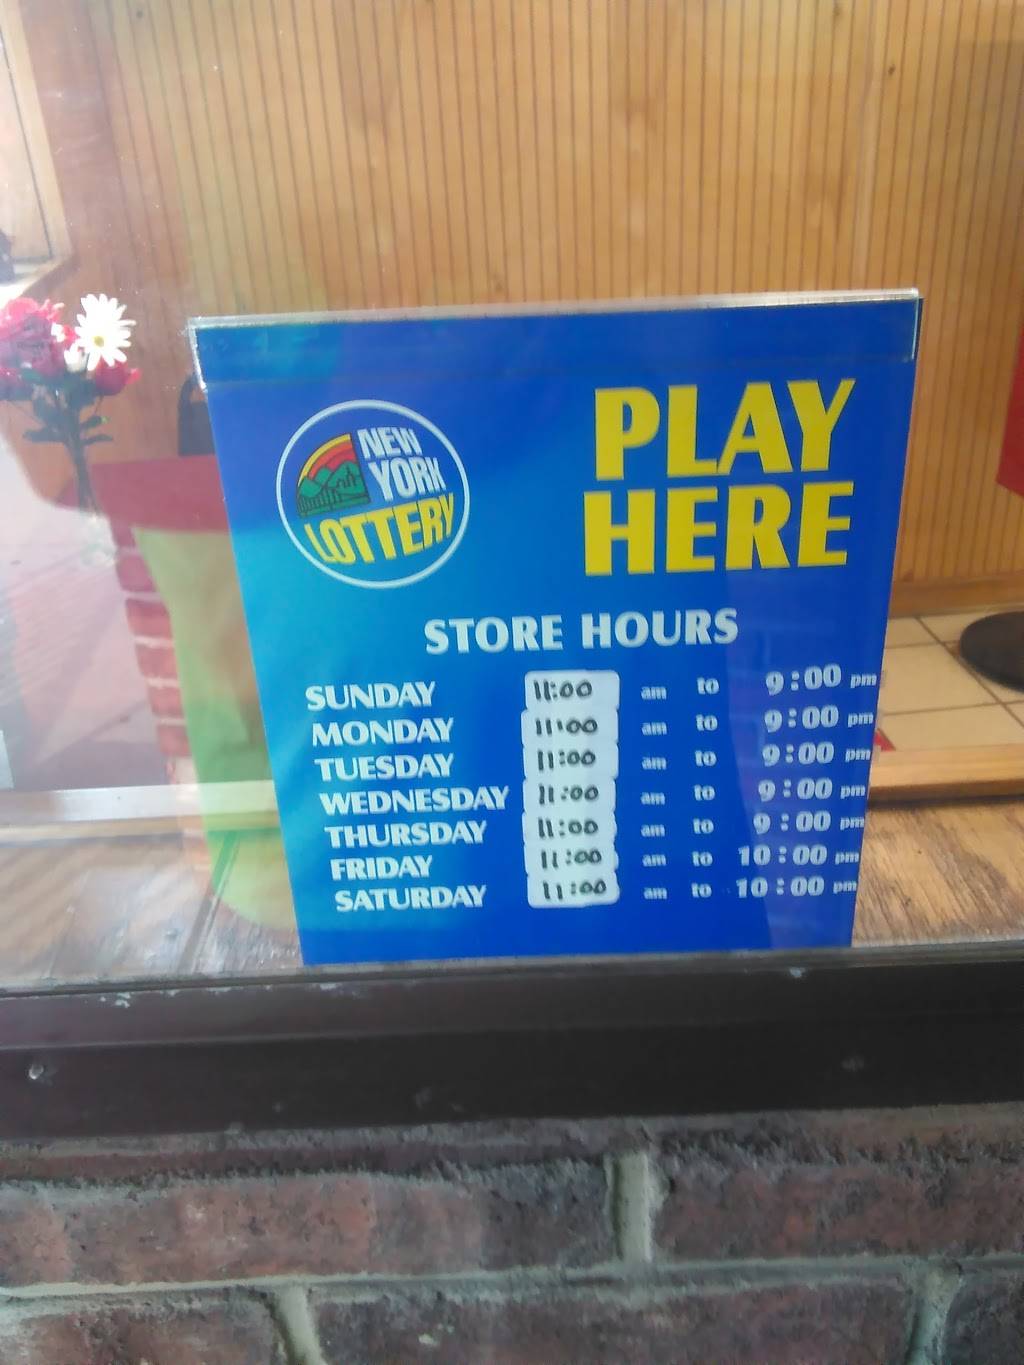 NEW
YORK
LOTTERY
PLAY
HERE
STORE HOURS
SUNDAY 11:00 am to 9:00 pm
MONDAY 11:00 am to 9:00 pm
TUESDAY 11:00 am to 9:00 pm
WEDNESDAY 11:00 am to 9:00 pm
THURSDAY 11:00 am to 9:00 pm
FRIDAY 11:00 am to 10:00 pm
SATURDAY 11:00 am to 10:00 pm